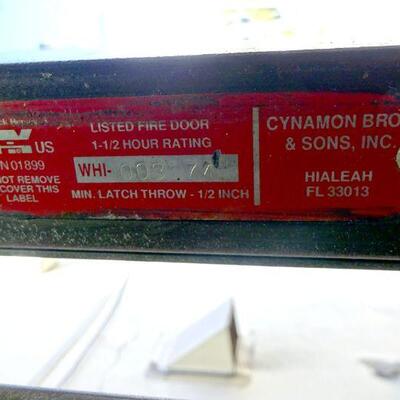 US
N 01899
NOT REMOVE
COVER THIS
LABEL
LISTED FIRE DOOR
1-1/2 HOUR RATING
WHI-
MIN. LATCH THROW - 1/2 INCH
CYNAMON BRO
& SONS, INC.
HIALEAH
FL 33013